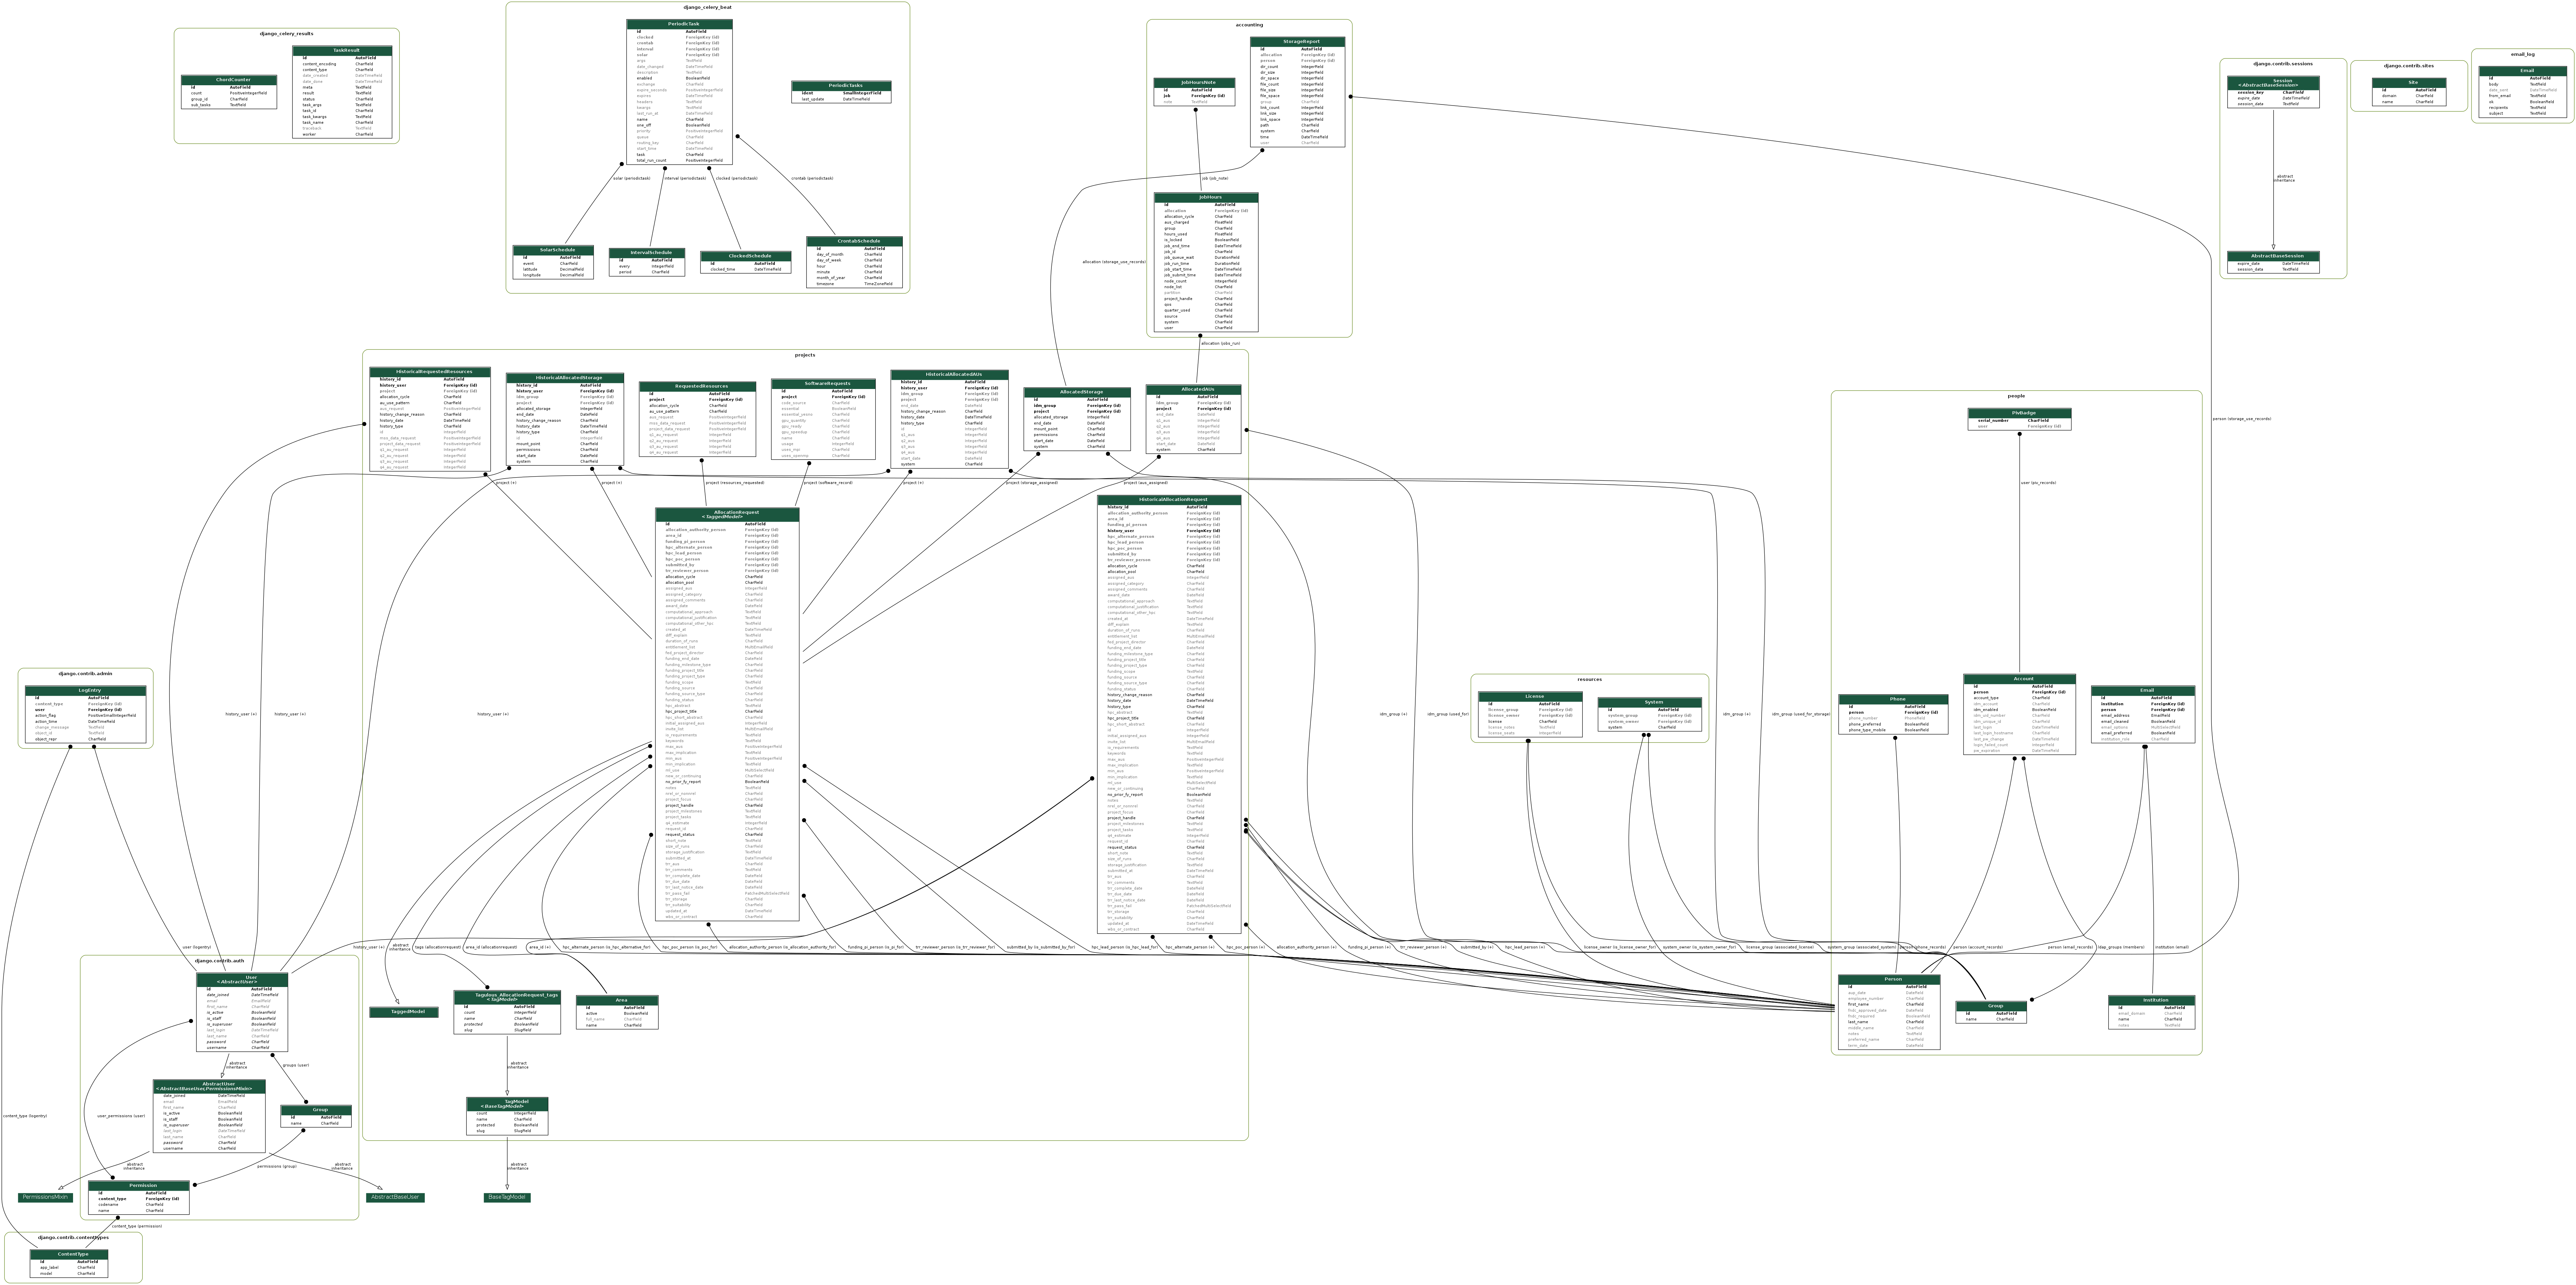 django_celery_results
ChordCounter
id AutoField
count PositiveIntegerField
group_id CharField
sub_tasks TextField
TaskResult
id AutoField
content_encoding CharField
content_type CharField
date_created DateTimeField
date_done DateTimeField
meta TextField
result TextField
status CharField
task_args TextField
task_id CharField
task_kwargs TextField
task_name CharField
traceback TextField
worker CharField
django_celery_beat
PeriodicTask
id AutoField
clocked ForeignKey (id)
crontab ForeignKey (id)
interval ForeignKey (id)
solar ForeignKey (id)
args TextField
date_changed DateTimeField
description TextField
enabled BooleanField
exchange CharField
expire_seconds PositiveIntegerField
expires DateTimeField
headers TextField
kwargs TextField
last_run_at DateTimeField
name CharField
one_off BooleanField
priority PositiveIntegerField
queue CharField
routing_key CharField
start_time DateTimeField
task CharField
total_run_count PositiveIntegerField
PeriodicTasks
ident SmallIntegerField
last_update DateTimeField
solar (periodictask)
interval (periodictask)
clocked (periodictask)
crontab (periodictask)
SolarSchedule
id AutoField
event CharField
latitude DecimalField
longitude DecimalField
IntervalSchedule
id AutoField
every IntegerField
period CharField
ClockedSchedule
id AutoField
clocked_time DateTimeField
CrontabSchedule
id AutoField
day_of_month CharField
day_of_week CharField
hour CharField
minute CharField
month_of_year CharField
timezone TimeZoneField
accounting
JobHoursNote
id AutoField
job ForeignKey (id)
note TextField
StorageReport
id AutoField
allocation ForeignKey (id)
person ForeignKey (id)
dir_count IntegerField
dir_size IntegerField
dir_space IntegerField
file_count IntegerField
file_size IntegerField
file_space IntegerField
group CharField
link_count IntegerField
link_size IntegerField
link_space IntegerField
path CharField
system CharField
time DateTimeField
user CharField
job (job_note)
JobHours
id AutoField
allocation ForeignKey (id)
allocation_cycle CharField
aus_charged FloatField
group CharField
hours_used FloatField
is_locked BooleanField
job_end_time DateTimeField
job_id CharField
job_queue_wait DurationField
job_run_time DurationField
job_start_time DateTimeField
job_submit_time DateTimeField
node_count IntegerField
node_list CharField
partition CharField
project_handle CharField
qos CharField
quarter_used CharField
source CharField
system CharField
user CharField
allocation (storage_use_records)
allocation (jobs_run)
person (storage_use_records)
django.contrib.sessions
Session
<AbstractBaseSession>
session_key CharField
expire_date DateTimeField
session_data TextField
abstract
inheritance
AbstractBaseSession
expire_date DateTimeField
session_data TextField
django.contrib.sites
Site
id AutoField
domain CharField
name CharField
email_log
Email
id AutoField
body TextField
date_sent DateTimeField
from_email TextField
ok BooleanField
recipients TextField
subject TextField
projects
HistoricalRequestedResources
history_id AutoField
history_user ForeignKey (id)
project ForeignKey (id)
allocation_cycle CharField
au_use_pattern CharField
aus_request PositiveIntegerField
history_change_reason CharField
history_date DateTimeField
history_type CharField
id IntegerField
mss_data_request PositiveIntegerField
project_data_request PositiveIntegerField
q1_au_request IntegerField
q2_au_request IntegerField
q3_au_request IntegerField
q4_au_request IntegerField
HistoricalAllocatedStorage
history_id AutoField
history_user ForeignKey (id)
idm_group ForeignKey (id)
project ForeignKey (id)
allocated_storage IntegerField
end_date DateField
history_change_reason CharField
history_date DateTimeField
history_type CharField
id IntegerField
mount_point CharField
permissions CharField
start_date DateField
system CharField
RequestedResources
id AutoField
project ForeignKey (id)
allocation_cycle CharField
au_use_pattern CharField
aus_request PositiveIntegerField
mss_data_request PositiveIntegerField
project_data_request PositiveIntegerField
q1_au_request IntegerField
q2_au_request IntegerField
q3_au_request IntegerField
q4_au_request IntegerField
SoftwareRequests
id AutoField
project ForeignKey (id)
code_source CharField
essential BooleanField
essential_yesno CharField
gpu_quantity CharField
gpu_ready CharField
gpu_speedup CharField
name CharField
usage IntegerField
uses_mpi CharField
uses_openmp CharField
HistoricalAllocatedAUs
history_id AutoField
history_user ForeignKey (id)
idm_group ForeignKey (id)
project ForeignKey (id)
end_date DateField
history_change_reason CharField
history_date DateTimeField
history_type CharField
id IntegerField
q1_aus IntegerField
q2_aus IntegerField
q3_aus IntegerField
q4_aus IntegerField
start_date DateField
system CharField
AllocatedStorage
id AutoField
idm_group ForeignKey (id)
project ForeignKey (id)
allocated_storage IntegerField
end_date DateField
mount_point CharField
permissions CharField
start_date DateField
system CharField
AllocatedAUs
id AutoField
idm_group ForeignKey (id)
project ForeignKey (id)
end_date DateField
q1_aus IntegerField
q2_aus IntegerField
q3_aus IntegerField
q4_aus IntegerField
start_date DateField
system CharField
project (+)
project (+)
project (resources_requested)
project (software_record)
project (+)
project (storage_assigned)
project (aus_assigned)
AllocationRequest
<TaggedModel>
id AutoField
allocation_authority_person ForeignKey (id)
area_id ForeignKey (id)
funding_pi_person ForeignKey (id)
hpc_alternate_person ForeignKey (id)
hpc_lead_person ForeignKey (id)
hpc_poc_person ForeignKey (id)
submitted_by ForeignKey (id)
trr_reviewer_person ForeignKey (id)
allocation_cycle CharField
allocation_pool CharField
assigned_aus IntegerField
assigned_category CharField
assigned_comments CharField
award_date DateField
computational_approach TextField
computational_justification TextField
computational_other_hpc TextField
created_at DateTimeField
diff_explain TextField
duration_of_runs CharField
entitlement_list MultiEmailField
fed_project_director CharField
funding_end_date DateField
funding_milestone_type CharField
funding_project_title CharField
funding_project_type CharField
funding_scope TextField
funding_source CharField
funding_source_type CharField
funding_status CharField
hpc_abstract TextField
hpc_project_title CharField
hpc_short_abstract CharField
initial_assigned_aus IntegerField
invite_list MultiEmailField
io_requirements TextField
keywords TextField
max_aus PositiveIntegerField
max_implication TextField
min_aus PositiveIntegerField
min_implication TextField
ml_use MultiSelectField
new_or_continuing CharField
no_prior_fy_report BooleanField
notes TextField
nrel_or_nonnrel CharField
project_focus CharField
project_handle CharField
project_milestones TextField
project_tasks TextField
q4_estimate IntegerField
request_id CharField
request_status CharField
short_note TextField
size_of_runs CharField
storage_justification TextField
submitted_at DateTimeField
trr_aus CharField
trr_comments TextField
trr_complete_date DateField
trr_due_date DateField
trr_last_notice_date DateField
trr_pass_fail PatchedMultiSelectField
trr_storage CharField
trr_suitability CharField
updated_at DateTimeField
wbs_or_contract CharField
HistoricalAllocationRequest
history_id AutoField
allocation_authority_person ForeignKey (id)
area_id ForeignKey (id)
funding_pi_person ForeignKey (id)
history_user ForeignKey (id)
hpc_alternate_person ForeignKey (id)
hpc_lead_person ForeignKey (id)
hpc_poc_person ForeignKey (id)
submitted_by ForeignKey (id)
trr_reviewer_person ForeignKey (id)
allocation_cycle CharField
allocation_pool CharField
assigned_aus IntegerField
assigned_category CharField
assigned_comments CharField
award_date DateField
computational_approach TextField
computational_justification TextField
computational_other_hpc TextField
created_at DateTimeField
diff_explain TextField
duration_of_runs CharField
entitlement_list MultiEmailField
fed_project_director CharField
funding_end_date DateField
funding_milestone_type CharField
funding_project_title CharField
funding_project_type CharField
funding_scope TextField
funding_source CharField
funding_source_type CharField
funding_status CharField
history_change_reason CharField
history_date DateTimeField
history_type CharField
hpc_abstract TextField
hpc_project_title CharField
hpc_short_abstract CharField
id IntegerField
initial_assigned_aus IntegerField
invite_list MultiEmailField
io_requirements TextField
keywords TextField
max_aus PositiveIntegerField
max_implication TextField
min_aus PositiveIntegerField
min_implication TextField
ml_use MultiSelectField
new_or_continuing CharField
no_prior_fy_report BooleanField
notes TextField
nrel_or_nonnrel CharField
project_focus CharField
project_handle CharField
project_milestones TextField
project_tasks TextField
q4_estimate IntegerField
request_id CharField
request_status CharField
short_note TextField
size_of_runs CharField
storage_justification TextField
submitted_at DateTimeField
trr_aus CharField
trr_comments TextField
trr_complete_date DateField
trr_due_date DateField
trr_last_notice_date DateField
trr_pass_fail PatchedMultiSelectField
trr_storage CharField
trr_suitability CharField
updated_at DateTimeField
wbs_or_contract CharField
people
PivBadge
serial_number CharField
user ForeignKey (id)
user (piv_records)
Phone
id AutoField
person ForeignKey (id)
phone_number PhoneField
phone_preferred BooleanField
phone_type_mobile BooleanField
Account
id AutoField
person ForeignKey (id)
account_type CharField
idm_account CharField
idm_enabled BooleanField
idm_uid_number CharField
idm_unique_id CharField
last_login DateTimeField
last_login_hostname CharField
last_pw_change DateTimeField
login_failed_count IntegerField
pw_expiration DateTimeField
Email
id AutoField
institution ForeignKey (id)
person ForeignKey (id)
email_address EmailField
email_cleaned BooleanField
email_options MultiSelectField
email_preferred BooleanField
institution_role CharField
resources
License
id AutoField
license_group ForeignKey (id)
license_owner ForeignKey (id)
license CharField
license_notes TextField
license_seats IntegerField
System
id AutoField
system_group ForeignKey (id)
system_owner ForeignKey (id)
system CharField
django.contrib.admin
LogEntry
id AutoField
content_type ForeignKey (id)
user ForeignKey (id)
action_flag PositiveSmallIntegerField
action_time DateTimeField
change_message TextField
object_id TextField
object_repr CharField
history_user (+)
history_user (+)
history_user (+)
idm_group (+)
idm_group (used_for)
idm_group (+)
idm_group (used_for_storage)
user (logentry)
history_user (+)
abstract
inheritance
tags (allocationrequest)
area_id (allocationrequest)
area_id (+)
hpc_alternate_person (is_hpc_alternative_for)
hpc_poc_person (is_poc_for)
allocation_authority_person (is_allocation_authority_for)
funding_pi_person (is_pi_for)
trr_reviewer_person (is_trr_reviewer_for)
submitted_by (is_submitted_by_for)
hpc_lead_person (is_hpc_lead_for)
hpc_alternate_person (+)
hpc_poc_person (+)
allocation_authority_person (+)
funding_pi_person (+)
trr_reviewer_person (+)
submitted_by (+)
hpc_lead_person (+)
license_owner (is_license_owner_for)
system_owner (is_system_owner_for)
license_group (associated_license)
system_group (associated_system)
person (phone_records)
person (account_records)
person (email_records)
ldap_groups (members)
institution (email)
django.contrib.auth
User
<AbstractUser>
id AutoField
date_joined DateTimeField
email EmailField
first_name CharField
is_active BooleanField
is_staff BooleanField
is_superuser BooleanField
last_login DateTimeField
last_name CharField
password CharField
username CharField
TaggedModel
Tagulous_AllocationRequest_tags
<TagModel>
id AutoField
count IntegerField
name CharField
protected BooleanField
slug SlugField
Area
id AutoField
active BooleanField
full_name CharField
name CharField
Person
id AutoField
aup_date DateField
employee_number CharField
first_name CharField
fnds_approved_date DateField
fnds_required BooleanField
last_name CharField
middle_name CharField
notes TextField
preferred_name CharField
term_date DateField
Group
id AutoField
name CharField
Institution
id AutoField
email_domain CharField
name CharField
notes TextField
abstract
inheritance
groups (user)
user_permissions (user)
AbstractUser
<AbstractBaseUser,PermissionsMixin>
date_joined DateTimeField
email EmailField
first_name CharField
is_active BooleanField
is_staff BooleanField
is_superuser BooleanField
last_login DateTimeField
last_name CharField
password CharField
username CharField
Group
id AutoField
name CharField
abstract
inheritance
TagModel
<BaseTagModel>
count IntegerField
name CharField
protected BooleanField
slug SlugField
content_type (logentry)
abstract
inheritance
permissions (group)
abstract
inheritance
abstract
inheritance
PermissionsMixin
Permission
id AutoField
content_type ForeignKey (id)
codename CharField
name CharField
AbstractBaseUser
BaseTagModel
content_type (permission)
django.contrib.contenttypes
ContentType
id AutoField
app_label CharField
model CharField